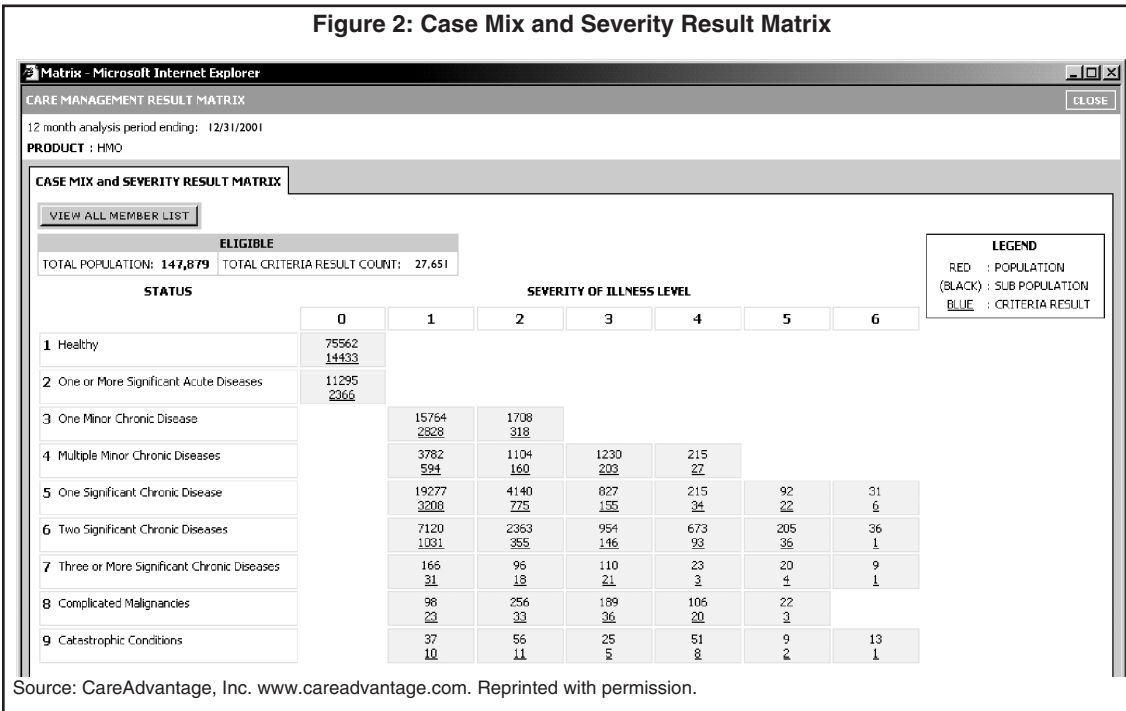 Figure 2: Case Mix and Severity Result Matrix
Matrix - Microsoft Internet Explorer
CARE MANAGEMENT RESULT MATRIX CLOSE
12 month analysis period ending: 12/31/2001
PRODUCT : HMO
CASE MIX and SEVERITY RESULT MATRIX
VIEW ALL MEMBER LIST
ELIGIBLE
TOTAL POPULATION: 147,879 TOTAL CRITERIA RESULT COUNT: 27,651
LEGEND
RED : POPULATION
(BLACK) : SUB POPULATION
BLUE : CRITERIA RESULT
STATUS SEVERITY OF ILLNESS LEVEL
0 1 2 3 4 5 6
1 Healthy 75562
14433
2 One or More Significant Acute Diseases 11295
2366
3 One Minor Chronic Disease 15764 1708
2828 318
4 Multiple Minor Chronic Diseases 3782 1104 1230 215
594 160 203 27
5 One Significant Chronic Disease 19277 4140 827 215 92 31
3208 775 155 34 22 6
6 Two Significant Chronic Diseases 7120 2363 954 673 205 36
1031 355 146 93 36 1
7 Three or More Significant Chronic Diseases 166 96 110 23 20 9
31 18 21 3 4 1
8 Complicated Malignancies 98 256 189 106 22
23 33 36 20 3
9 Catastrophic Conditions 37 56 25 51 9 13
10 11 5 8 2 1
Source: CareAdvantage, Inc. www.careadvantage.com. Reprinted with permission.